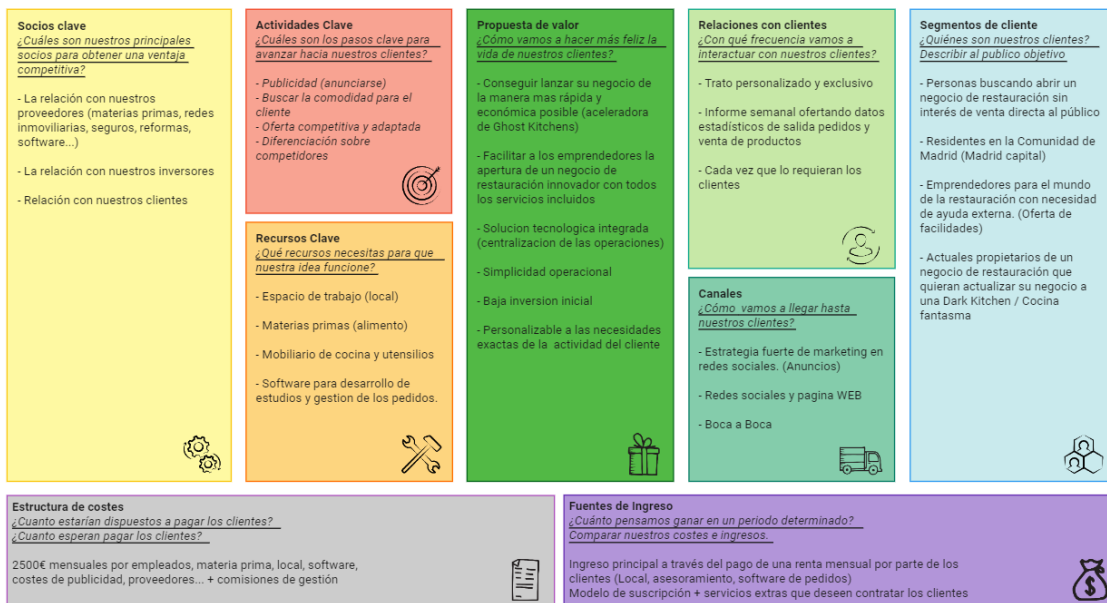 Socios clave
¿Cuáles son nuestros principales
socios para obtener una ventaja
competitiva?
- La relación con nuestros
proveedores (materias primas, redes
inmoviliarias, seguros, reformas,
software...)
- La relación con nuestros inversores
- Relación con nuestros clientes
Actividades Clave
¿Cuáles son los pasos clave para
avanzar hacia nuestros clientes?
- Publicidad (anunciarse)
- Buscar la comodidad para el
cliente
- Oferta competitiva y adaptada
- Diferenciación sobre
competidores
Recursos Clave
¿Qué recursos necesitas para que
nuestra idea funcione?
- Espacio de trabajo (local)
- Materias primas (alimento)
- Mobiliario de cocina y utensilios
- Software para desarrollo de
estudios y gestion de los pedidos.
Propuesta de valor
¿Cómo vamos a hacer más feliz la
vida de nuestros clientes?
- Conseguir lanzar su negocio de
la manera mas rápida y
económica posible (aceleradora
de Ghost Kitchens)
- Facilitar a los emprendedores la
apertura de un negocio de
restauración innovador con todos
los servicios incluidos
- Solucion tecnologica integrada
(centralizacion de las operaciones)
- Simplicidad operacional
- Baja inversion inicial
- Personalizable a las necesidades
exactas de la actividad del cliente
Relaciones con clientes
¿Con qué frecuencia vamos a
interactuar con nuestros clientes?
- Trato personalizado y exclusivo
- Informe semanal ofertando datos
estadísticos de salida pedidos y
venta de productos
- Cada vez que lo requieran los
clientes
Canales
¿Cómo vamos a llegar hasta
nuestros clientes?
- Estrategia fuerte de marketing en
redes sociales. (Anuncios)
- Redes sociales y pagina WEB
- Boca a Boca
Segmentos de cliente
¿Quiénes son nuestros clientes?
Describir al publico objetivo
- Personas buscando abrir un
negocio de restauración sin
interés de venta directa al público
- Residentes en la Comunidad de
Madrid (Madrid capital)
- Emprendedores para el mundo
de la restauración con necesidad
de ayuda externa. (Oferta de
facilidades)
- Actuales propietarios de un
negocio de restauración que
quieran actualizar su negocio a
una Dark Kitchen / Cocina
fantasma
Estructura de costes
¿Cuanto estarían dispuestos a pagar los clientes?
¿Cuanto esperan pagar los clientes?
2500€ mensuales por empleados, materia prima, local, software,
costes de publicidad, proveedores... + comisiones de gestión
Fuentes de Ingreso
¿Cuánto pensamos ganar en un periodo determinado?
Comparar nuestros costes e ingresos.
Ingreso principal a través del pago de una renta mensual por parte de los
clientes (Local, asesoramiento, software de pedidos)
Modelo de suscripción + servicios extras que deseen contratar los clientes